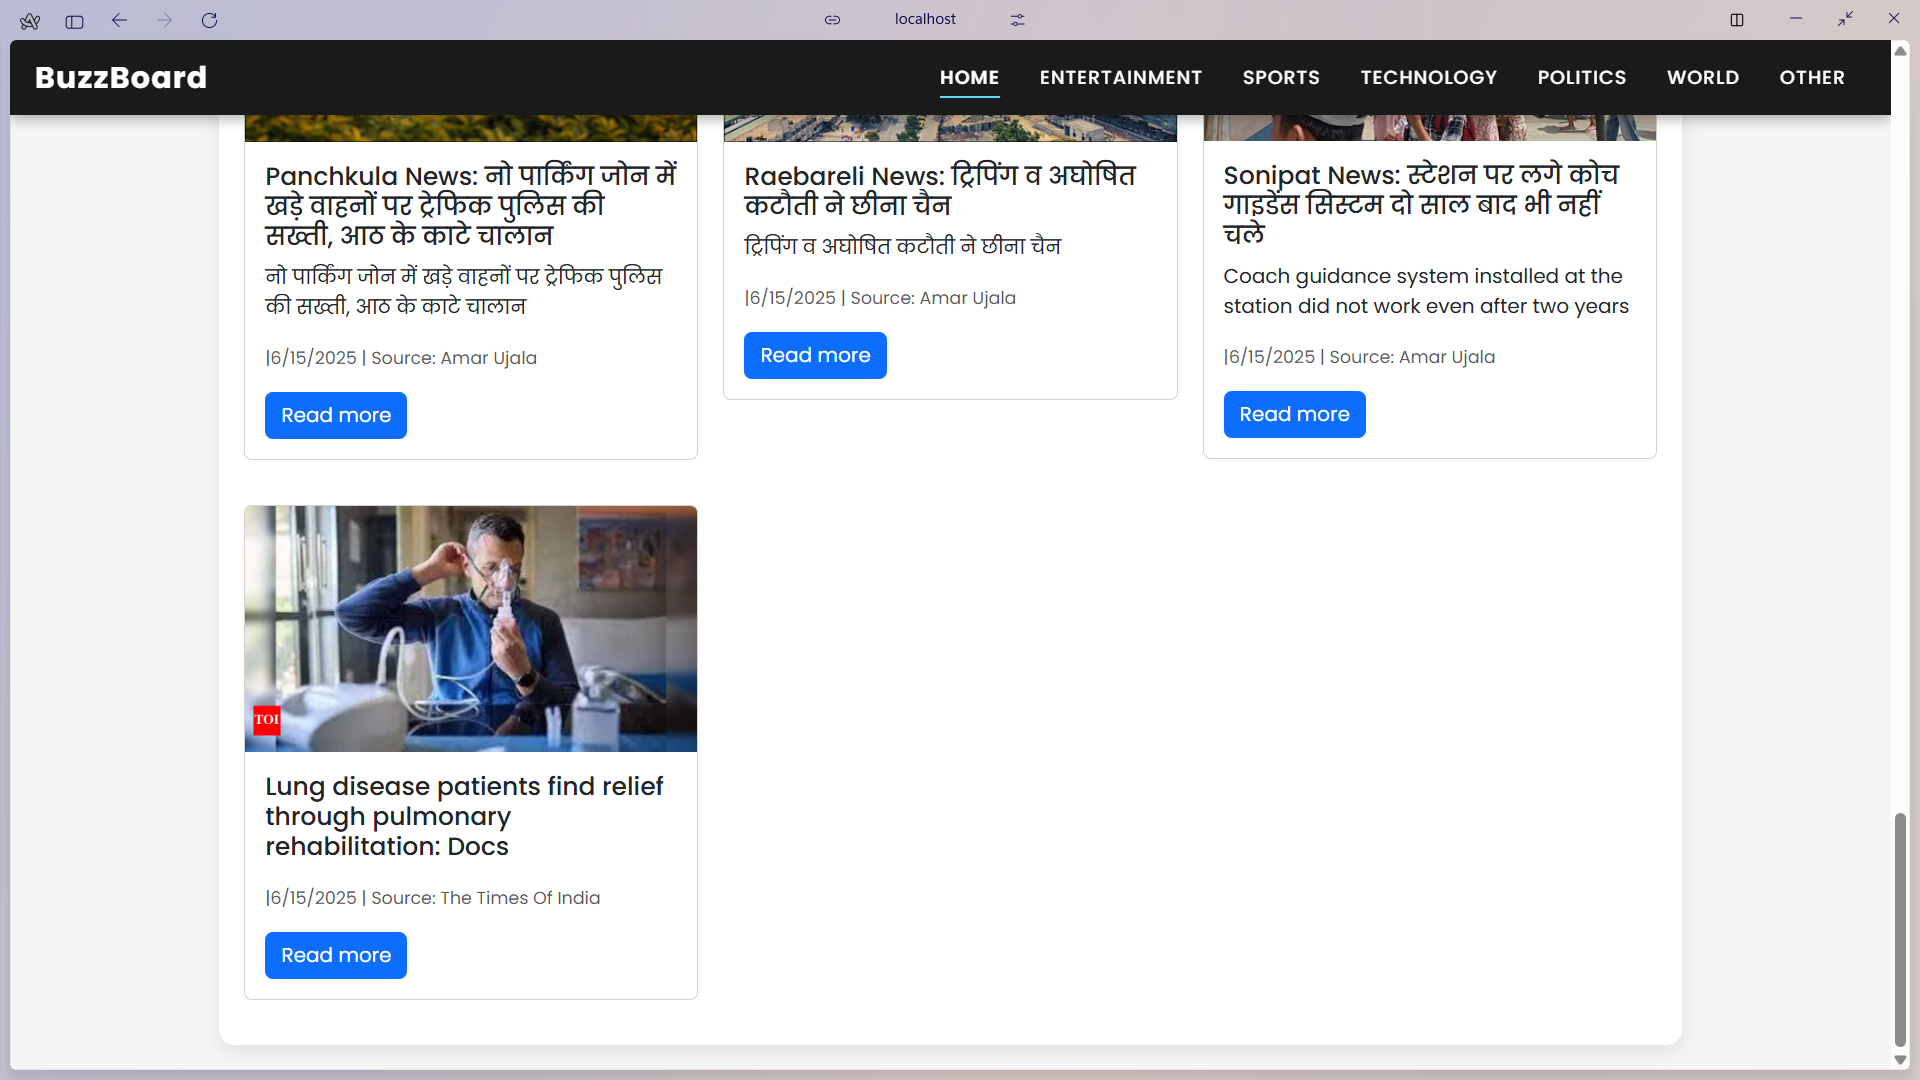 localhost
BuzzBoard
HOME ENTERTAINMENT SPORTS TECHNOLOGY POLITICS WORLD OTHER
Panchkula News: नो पार्किंग जोन में
खड़े वाहनों पर ट्रेफिक पुलिस की
सख्ती, आठ के काटे चालान
नो पार्किंग जोन में खड़े वाहनों पर ट्रेफिक पुलिस
की सख्ती, आठ के काटे चालान
|6/15/2025 | Source: Amar Ujala
Read more
Raebareli News: ट्रिपिंग व अघोषित
कटौती ने छीना चैन
ट्रिपिंग व अघोषित कटौती ने छीना चैन
|6/15/2025 | Source: Amar Ujala
Read more
Sonipat News: स्टेशन पर लगे कोच
गाइडेंस सिस्टम दो साल बाद भी नहीं
चले
Coach guidance system installed at the
station did not work even after two years
|6/15/2025 | Source: Amar Ujala
Read more
TOI
Lung disease patients find relief
through pulmonary
rehabilitation: Docs
|6/15/2025 | Source: The Times Of India
Read more